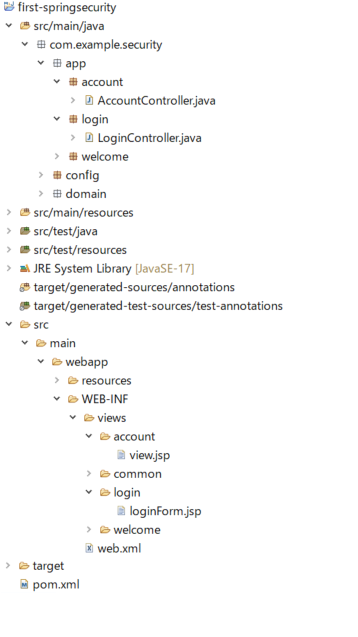 first-springsecurity
src/main/java
com.example.security
app
account
AccountController.java
login
LoginController.java
welcome
config
domain
src/main/resources
src/test/java
src/test/resources
JRE System Library [JavaSE-17]
target/generated-sources/annotations
target/generated-test-sources/test-annotations
src
main
webapp
resources
WEB-INF
views
account
view.jsp
common
login
loginForm.jsp
welcome
web.xml
target
pom.xml